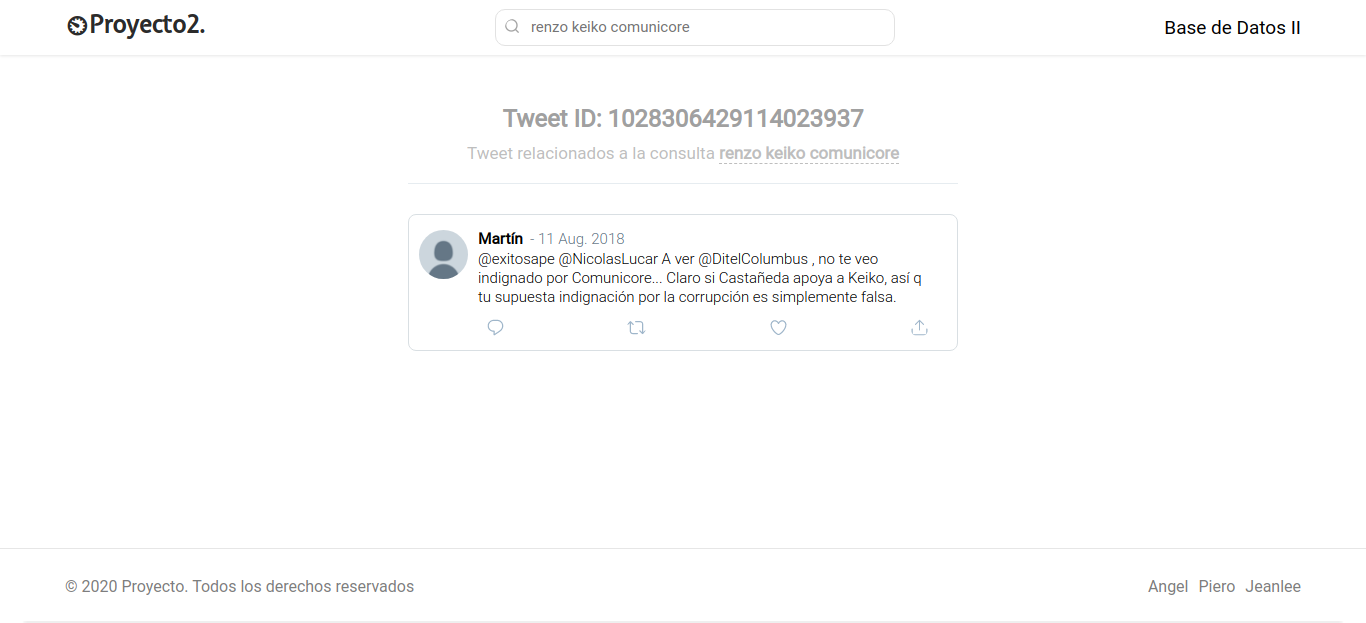 Proyecto2.
renzo keiko comunicore
Base de Datos II
Tweet ID: 1028306429114023937
Tweet relacionados a la consulta renzo keiko comunicore
Martín - 11 Aug. 2018
@exitosape @NicolasLucar A ver @DitelColumbus , no te veo
indignado por Comunicore... Claro si Castañeda apoya a Keiko, así q
tu supuesta indignación por la corrupción es simplemente falsa.
© 2020 Proyecto. Todos los derechos reservados
Angel Piero Jeanlee